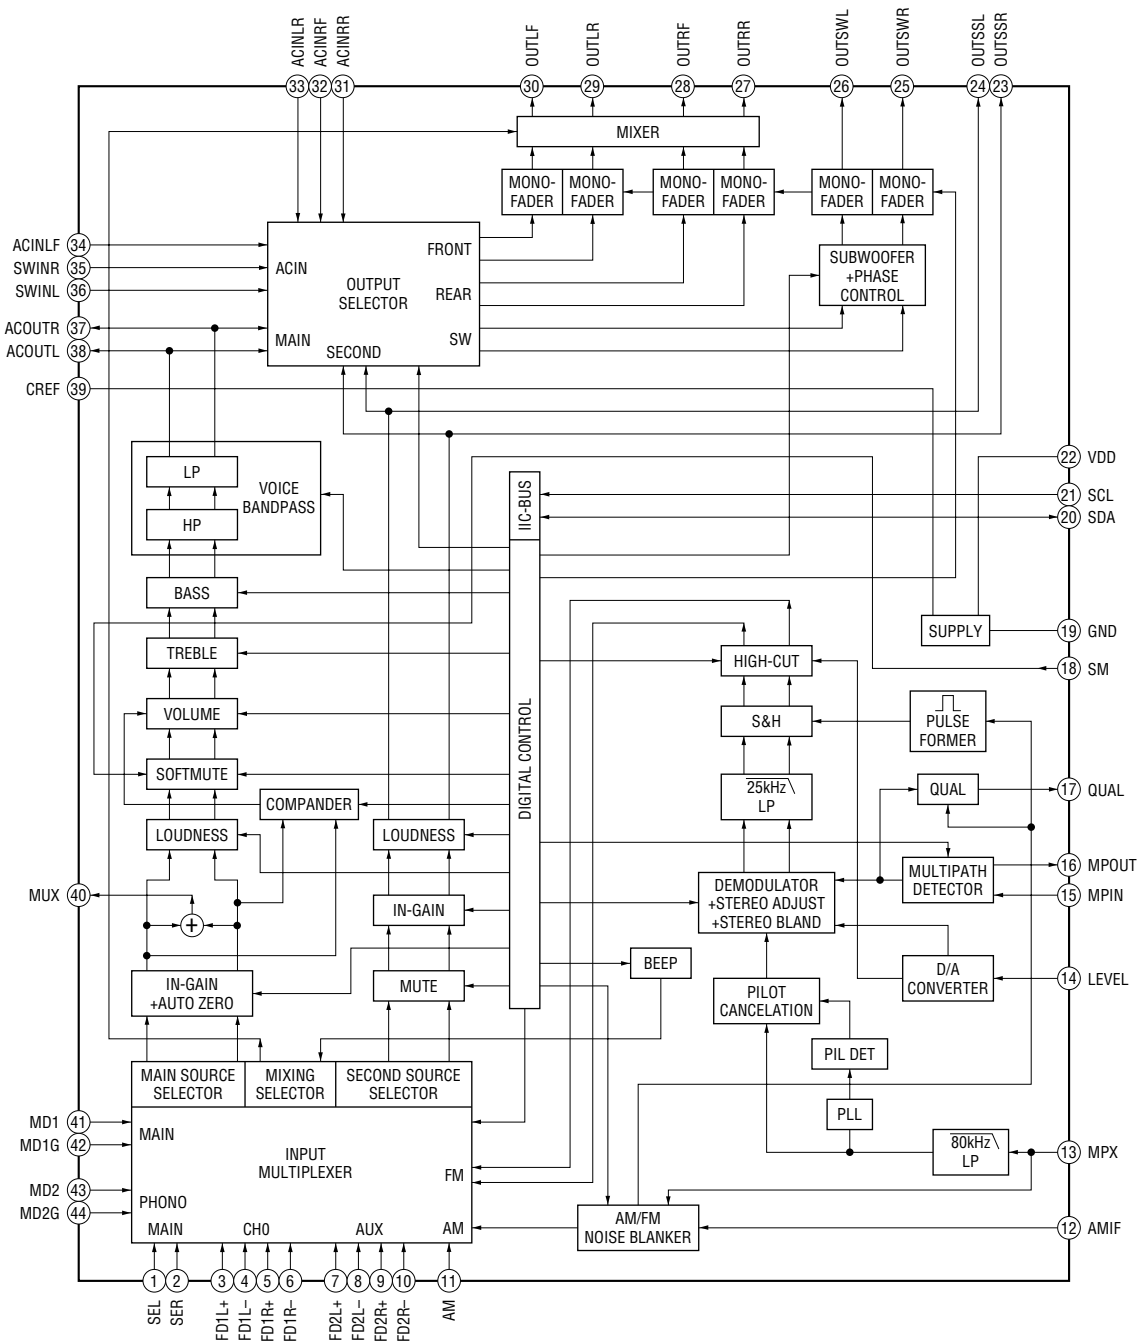 ACINLR
ACINRF
ACINRR
OUTLF
OUTLR
OUTRF
OUTRR
OUTSWL
OUTSWR
OUTSSL
OUTSSR
33 32 31 30 29 28 27 26 25 24 23
MIXER
MONO-
FADER
MONO-
FADER
MONO-
FADER
MONO-
FADER
MONO-
FADER
MONO-
FADER
ACINLF 34
SWINR 35
SWINL 36
ACOUTR 37
ACOUTL 38
CREF 39
ACIN
MAIN
OUTPUT
SELECTOR
SECOND
FRONT
REAR
SW
SUBWOOFER
+PHASE
CONTROL
LP
HP
VOICE
BANDPASS
IIC-BUS
22 VDD
21 SCL
20 SDA
BASS
TREBLE
VOLUME
SOFTMUTE
COMPANDER
LOUDNESS
LOUDNESS
DIGITAL CONTROL
SUPPLY
19 GND
18 SM
HIGH-CUT
S&H
PULSE
FORMER
25kHz
LP
QUAL
17 QUAL
MULTIPATH
DETECTOR
16 MPOUT
15 MPIN
MUX 40
+
IN-GAIN
DEMODULATOR
+STEREO ADJUST
+STEREO BLAND
IN-GAIN
+AUTO ZERO
MUTE
BEEP
D/A
CONVERTER
14 LEVEL
PILOT
CANCELATION
PIL DET
PLL
MAIN SOURCE
SELECTOR
MIXING
SELECTOR
SECOND SOURCE
SELECTOR
MD1 41
MD1G 42
MD2 43
MD2G 44
MAIN
INPUT
MULTIPLEXER
FM
PHONO
MAIN
CH0
AUX
AM
80kHz
LP
13 MPX
AM/FM
NOISE BLANKER
12 AMIF
1 2 3 4 5 6 7 8 9 10 11
SEL
SER
FD1L+
FD1L−
FD1R+
FD1R−
FD2L+
FD2L−
FD2R+
FD2R−
AM